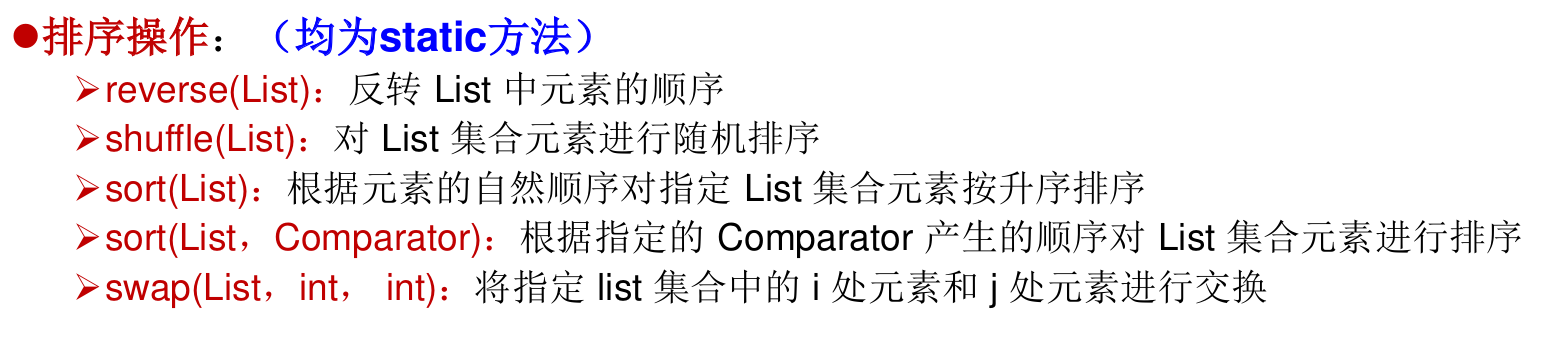 ●排序操作：（均为static方法）
➢reverse(List)：反转 List 中元素的顺序
➢shuffle(List)：对 List 集合元素进行随机排序
➢sort(List)：根据元素的自然顺序对指定 List 集合元素按升序排序
➢sort(List，Comparator)：根据指定的 Comparator 产生的顺序对 List 集合元素进行排序
➢swap(List，int， int)：将指定 list 集合中的 i 处元素和 j 处元素进行交换